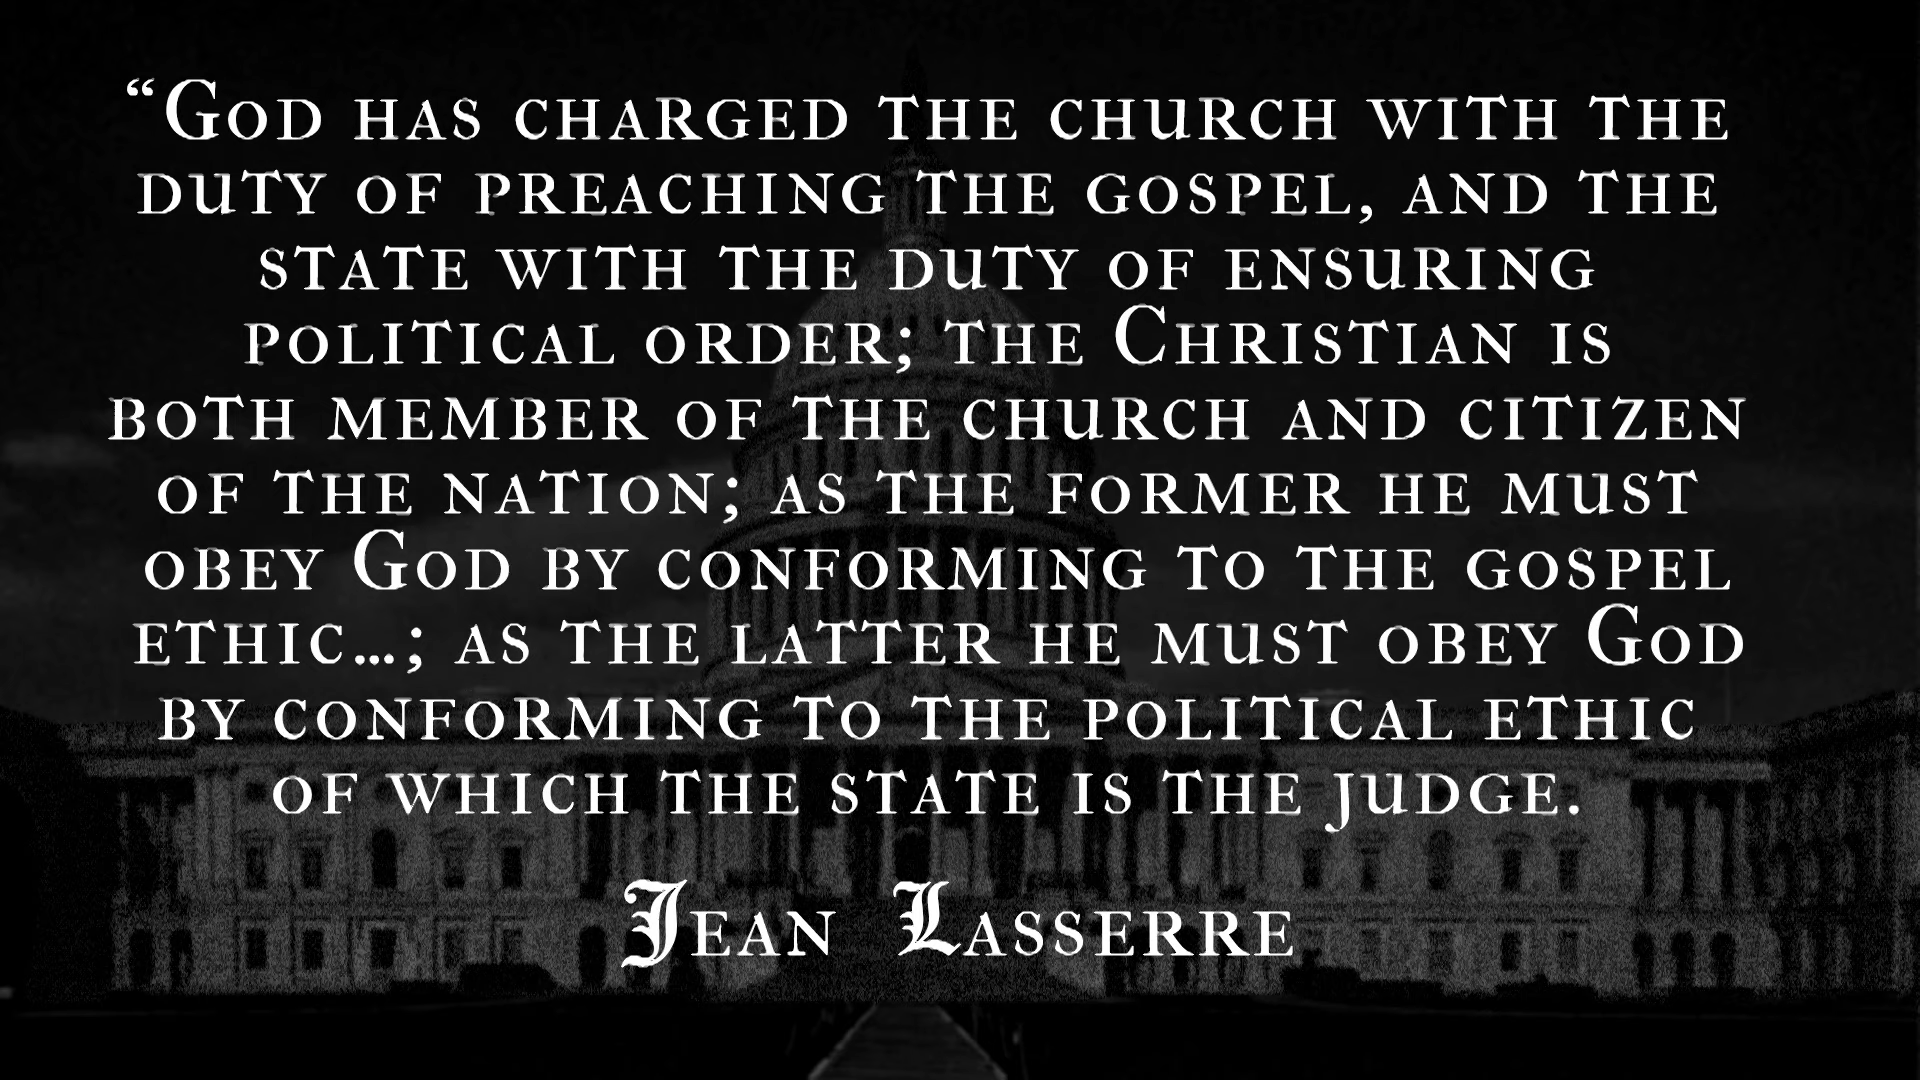 “God has charged the church with the
duty of preaching the gospel, and the
state with the duty of ensuring
political order; the Christian is
both member of the church and citizen
of the nation; as the former he must
obey God by conforming to the gospel
ethic...; as the latter he must obey God
by conforming to the political ethic
of which the state is the judge.
Jean Lasserre